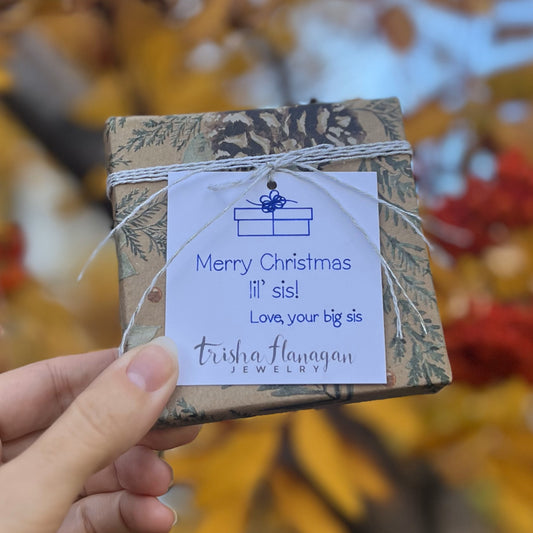 Merry Christmas
lil' sis!
Love, your big sis
Trisha Flanagan
JEWELRY